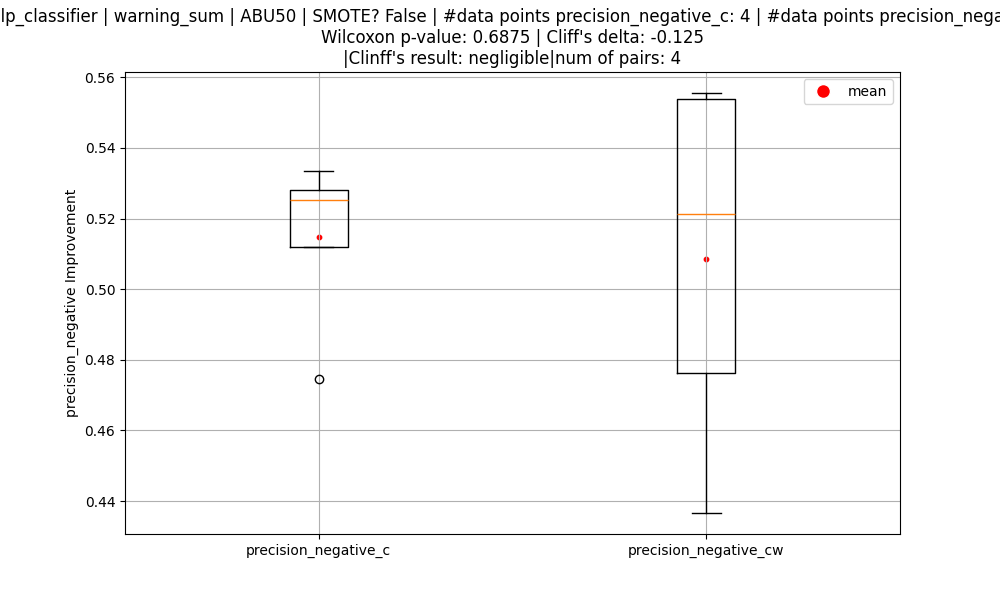 lp_classifier | warning_sum | ABU50 | SMOTE? False | #data points precision_negative_c: 4 | #data points precision_nega
Wilcoxon p-value: 0.6875 | Cliff's delta: -0.125
|Clinff's result: negligible|num of pairs: 4
mean
0.56
0.54
0.52
0.50
0.48
0.46
0.44
precision_negative Improvement
precision_negative_c
precision_negative_cw